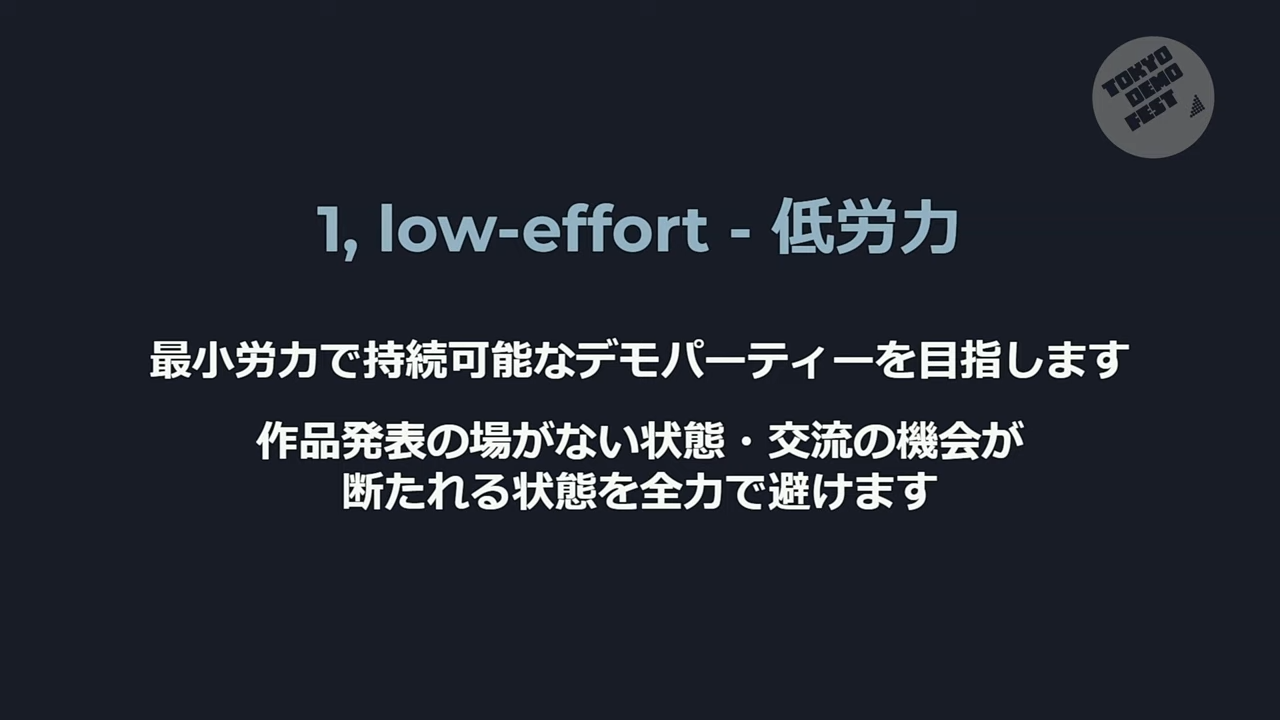 TOKYO
DEMO
FEST
1, low-effort - 低労力
最小労力で持続可能なデモパーティーを目指します
作品発表の場がない状態・交流の機会が
断たれる状態を全力で避けます